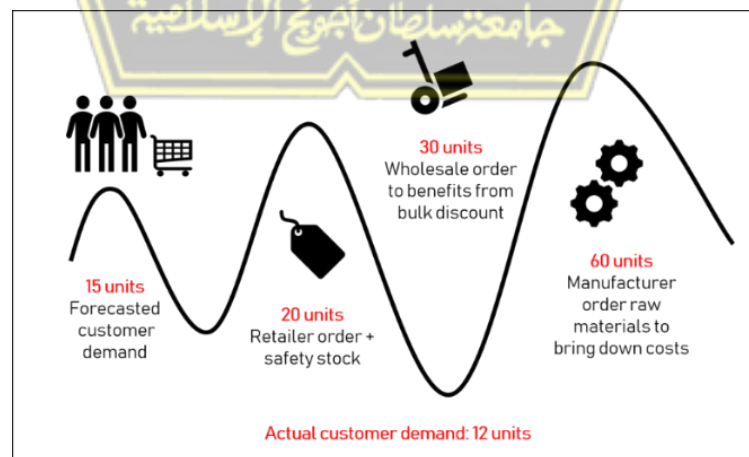 جامعة سلطان أجونج الإسلامية
15 units
Forecasted
customer
demand
20 units
Retailer order +
safety stock
30 units
Wholesale order
to benefits from
bulk discount
60 units
Manufacturer
order raw
materials to
bring down costs
Actual customer demand: 12 units